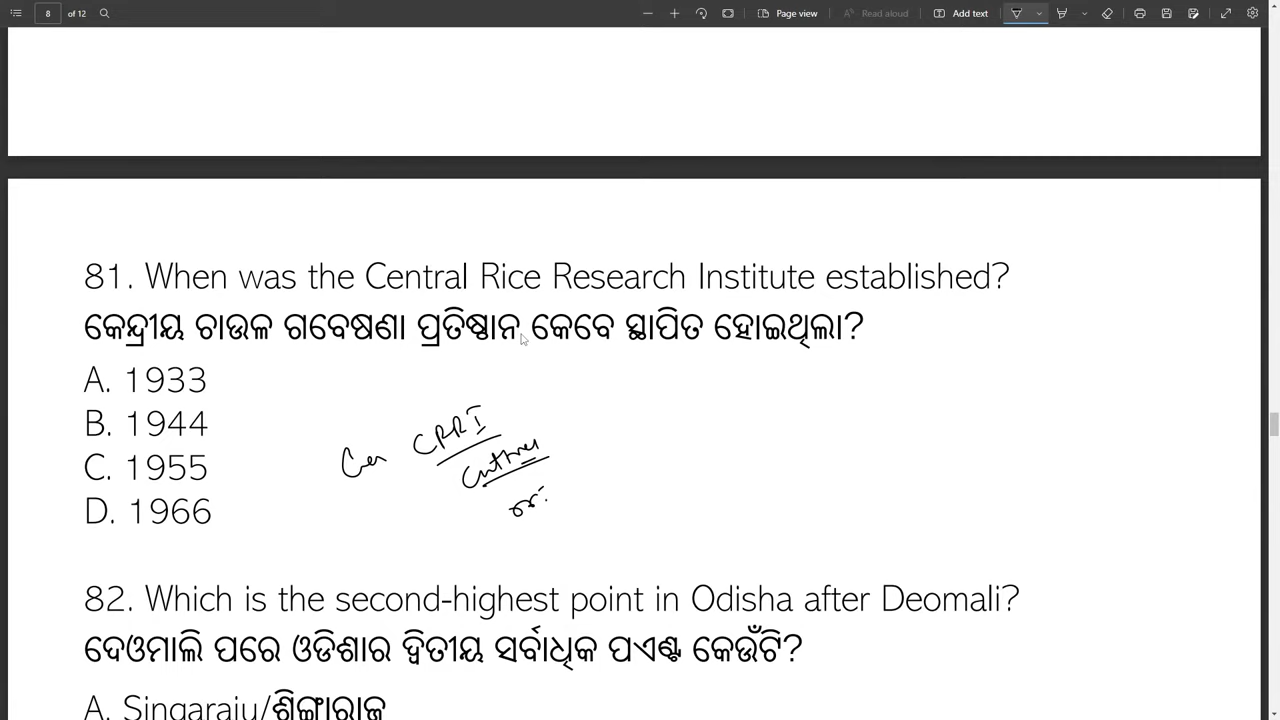 8 of 12 Page view Read aloud Add text
81. When was the Central Rice Research Institute established?
କେନ୍ଦ୍ରୀୟ ଚାଉଳ ଗବେଷଣା ପ୍ରତିଷ୍ଠାନ କେବେ ସ୍ଥାପିତ ହୋଇଥିଲା?
A. 1933
B. 1944
C. 1955
D. 1966
CRRI
82. Which is the second-highest point in Odisha after Deomali?
ଦେଓମାଲି ପରେ ଓଡିଶାର ଦ୍ୱିତୀୟ ସର୍ବାଧିକ ପଏଣ୍ଟ କେଉଁଟି?
A. Singaraju/ଶିଙ୍ଗାରାଜୁ